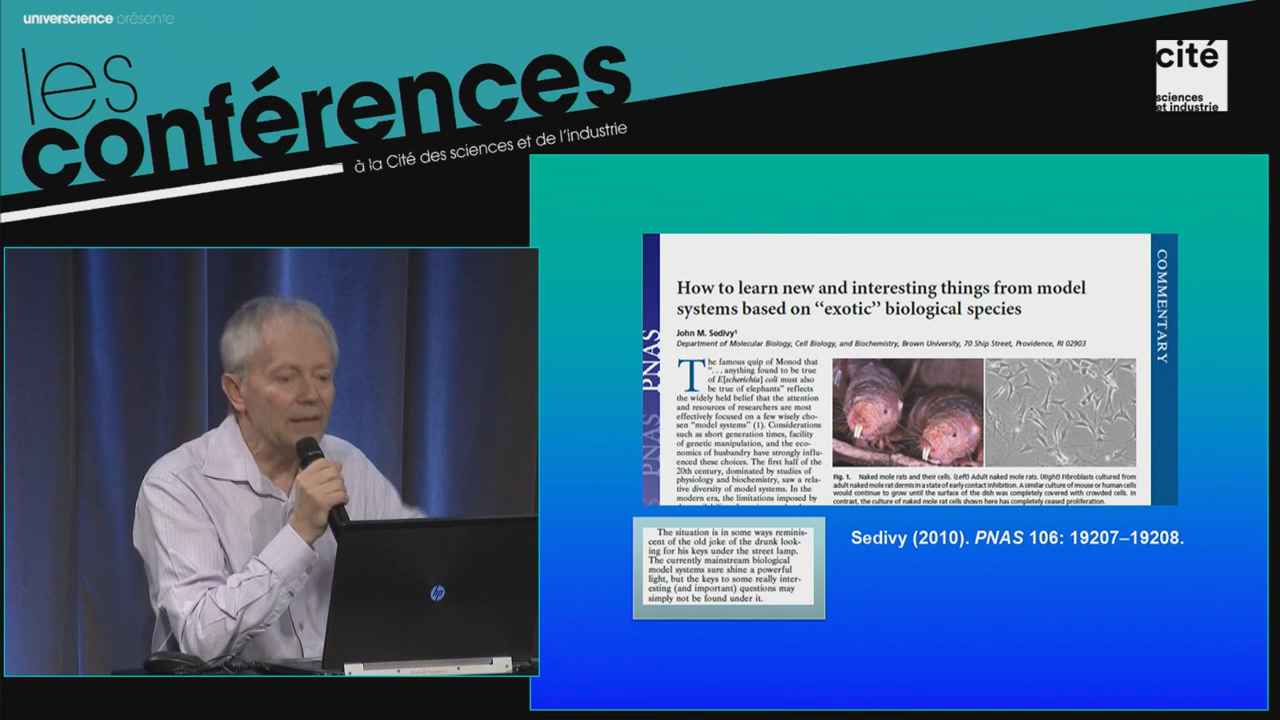 universcience présente
les
conférences
à la Cité des sciences et de l'industrie
cité
sciences
et industrie
PNAS
PNAS
COMMENTARY
How to learn new and interesting things from model
systems based on “exotic” biological species
John M. Sedivy¹
Department of Molecular Biology, Cell Biology, and Biochemistry, Brown University, 70 Ship Street, Providence, RI 02903
The famous quip of Monod that
“. . . anything found to be true
of E[scherichia] coli must also
be true of elephants” reflects
the widely held belief that the attention
and resources of researchers are most
effectively focused on a few wisely cho-
sen “model systems” (1). Considerations
such as short generation times, facility
of genetic manipulation, and the eco-
nomics of husbandry have strongly influ-
enced these choices. The first half of the
20th century, dominated by studies of
physiology and biochemistry, saw a rela-
tive diversity of model systems. In the
modern era, the limitations imposed by
Fig. 1. Naked mole rats and their cells. (Left) Adult naked mole rats. (Right) Fibroblasts cultured from
adult naked mole rat dermis in a state of early contact inhibition. A similar culture of mouse or human cells
would continue to grow until the surface of the dish was completely covered with crowded cells. In
contrast, the culture of naked mole rat cells shown here has completely ceased proliferation.
The situation is in some ways reminis-
cent of the old joke of the drunk look-
ing for his keys under the street lamp.
The currently mainstream biological
model systems sure shine a powerful
light, but the keys to some really inter-
esting (and important) questions may
simply not be found under it.
Sedivy (2010). PNAS 106: 19207–19208.
hp